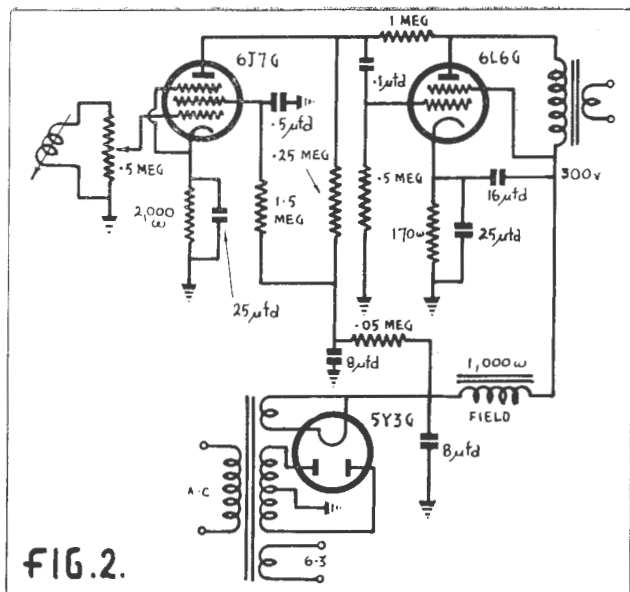 1 MEG
6J7G
6L6G
.1μfd
.5μfd
.5 MEG
.25 MEG
.5 MEG
300v
16μfd
2,000
ω
1.5
MEG
170ω
25μfd
25μfd
.05 MEG
8μfd
1,000ω
FIELD
5Y3G
8μfd
A.C
6.3
FIG.2.